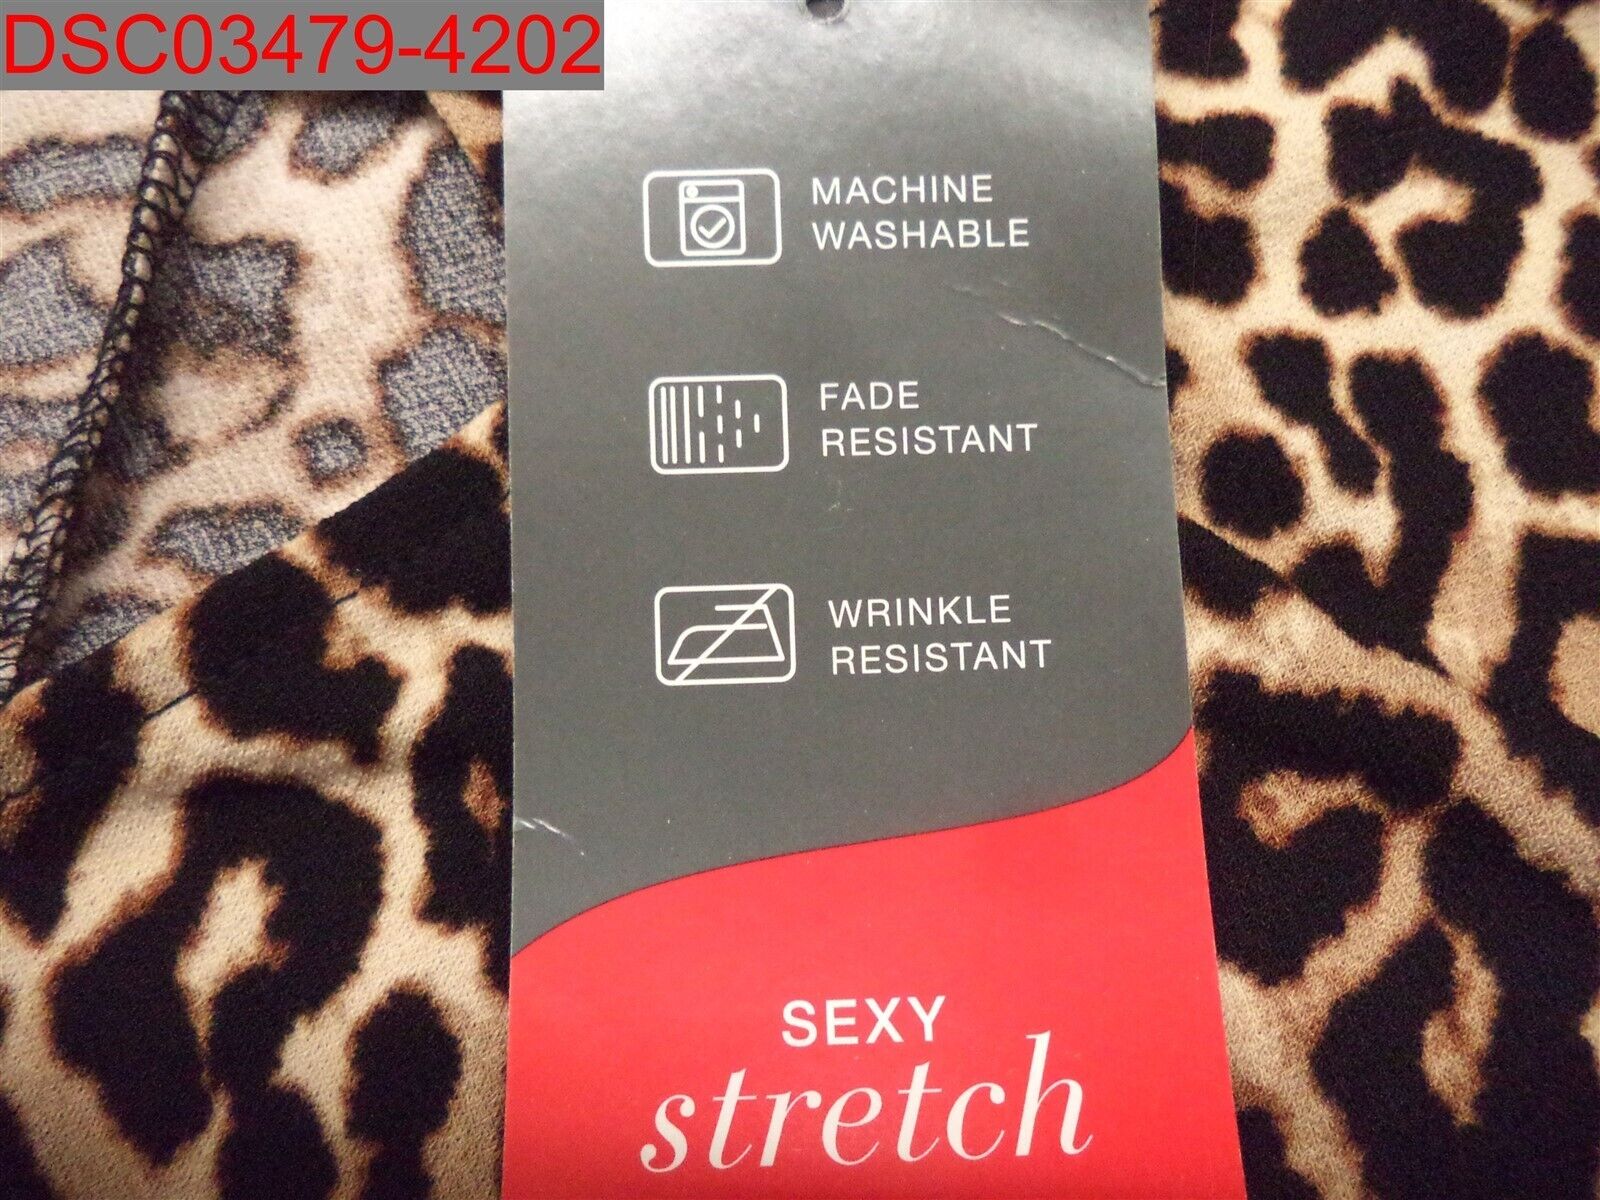 DSC03479-4202
MACHINE
WASHABLE
FADE
RESISTANT
WRINKLE
RESISTANT
SEXY
stretch